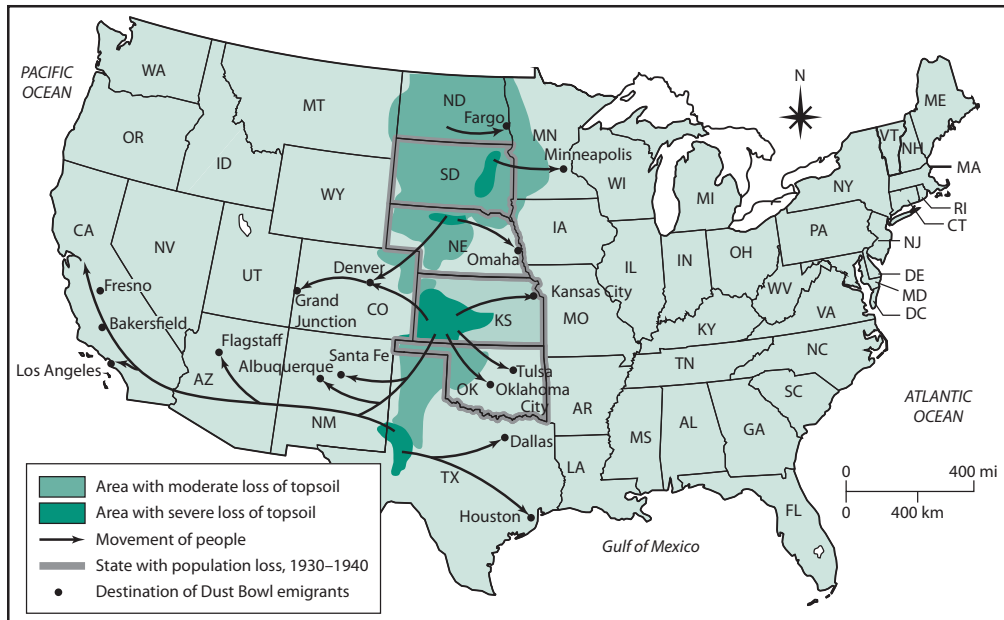 PACIFIC
OCEAN
WA
MT
ND
Fargo
MN
Minneapolis
N
ME
VT
NH
MA
OR
ID
WY
SD
WI
MI
NY
RI
CT
CA
NV
UT
NE
Omaha
IA
IL
IN
OH
PA
NJ
DE
MD
DC
Denver
CO
Grand
Junction
Fresno
Bakersfield
Los Angeles
Flagstaff
AZ
Albuquerque
Santa Fe
NM
KS
Kansas City
MO
WV
VA
KY
TN
NC
SC
Tulsa
OK
Oklahoma
City
AR
MS
AL
GA
ATLANTIC
OCEAN
Dallas
TX
LA
Houston
FL
Gulf of Mexico
0
400 mi
0
400 km
Area with moderate loss of topsoil
Area with severe loss of topsoil
Movement of people
State with population loss, 1930–1940
Destination of Dust Bowl emigrants